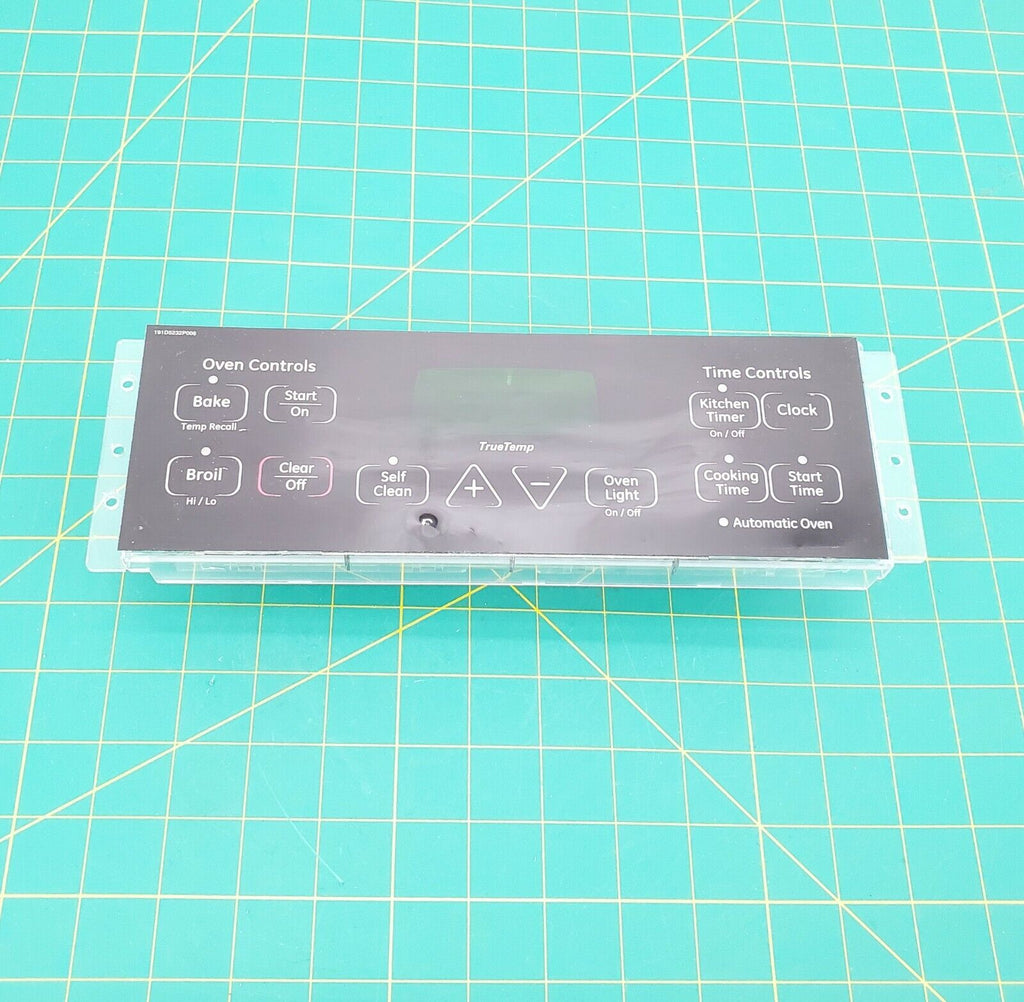 191D5232P006
Oven Controls
Bake
Temp Recall
Start
On
Broil
Hi / Lo
Clear
Off
TrueTemp
Self
Clean
+
−
Oven
Light
On / Off
Time Controls
Kitchen
Timer
On / Off
Clock
Cooking
Time
Start
Time
Automatic Oven